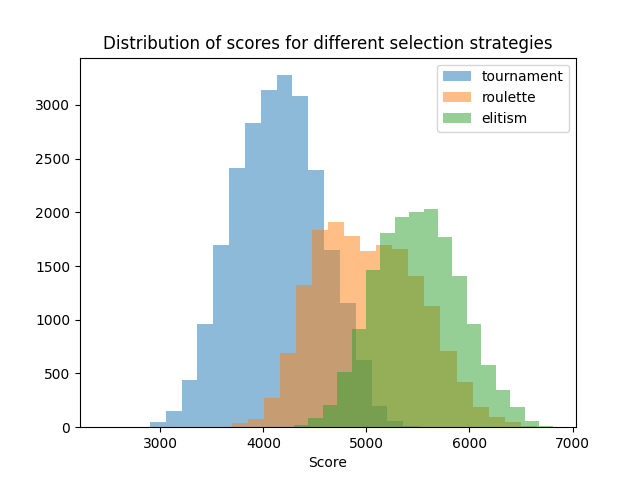 Distribution of scores for different selection strategies
tournament
roulette
elitism
3000
2500
2000
1500
1000
500
0
3000
4000
5000
6000
7000
Score